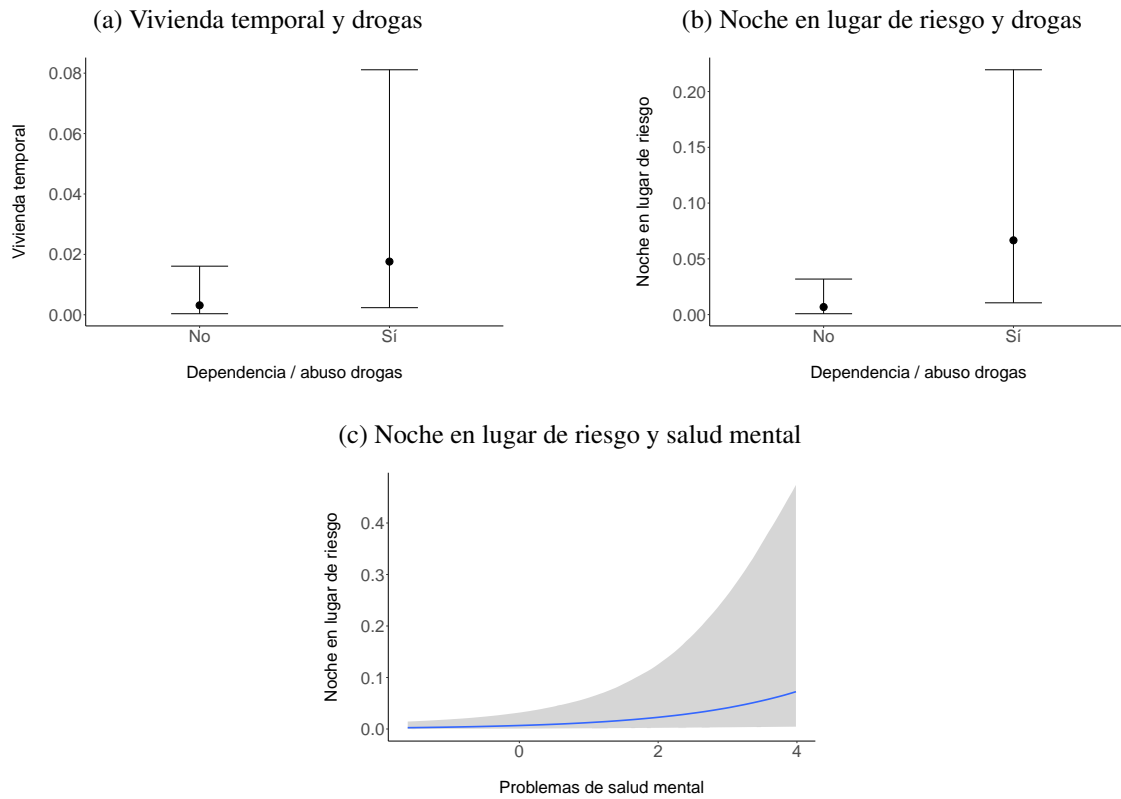 (a) Vivienda temporal y drogas
Vivienda temporal
0.08
0.06
0.04
0.02
0.00
No
Sí
Dependencia / abuso drogas
(b) Noche en lugar de riesgo y drogas
Noche en lugar de riesgo
0.20
0.15
0.10
0.05
0.00
No
Sí
Dependencia / abuso drogas
(c) Noche en lugar de riesgo y salud mental
Noche en lugar de riesgo
0.4
0.3
0.2
0.1
0.0
0
2
4
Problemas de salud mental